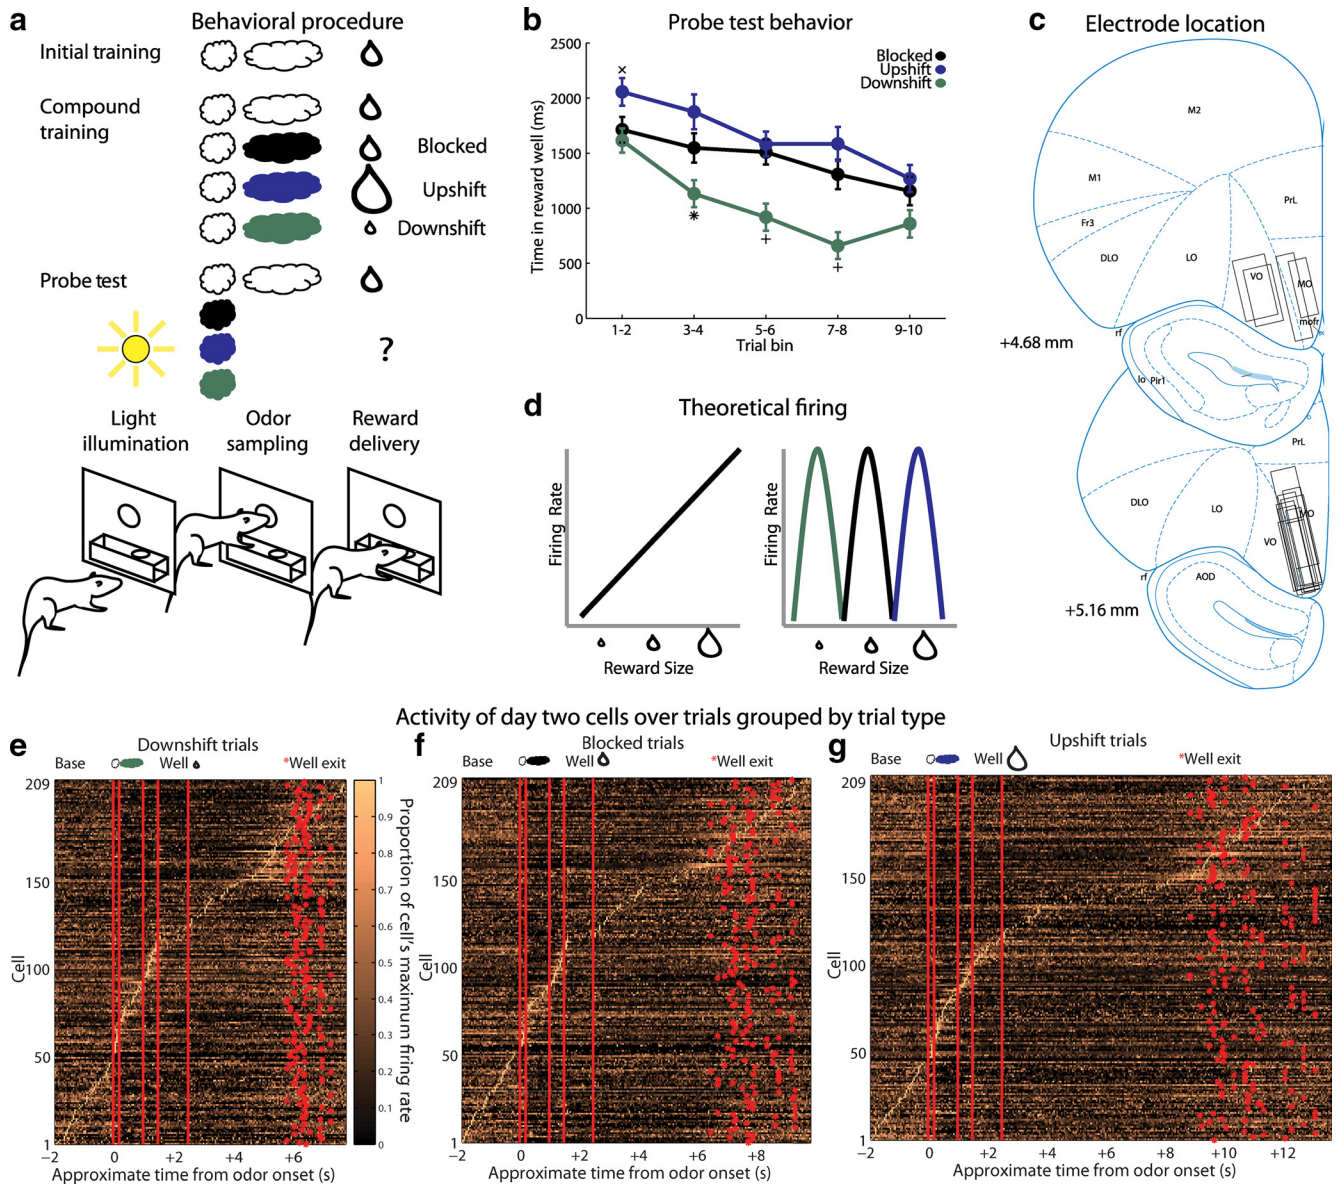 a
Behavioral procedure
Initial training
Compound
training
Blocked
Upshift
Downshift
Probe test
?
Light
illumination
Odor
sampling
Reward
delivery
b
Probe test behavior
Time in reward well (ms)
2500
2000
1500
1000
500
0
Blocked
Upshift
Downshift
×
*
+
+
1-2
3-4
5-6
7-8
9-10
Trial bin
c
Electrode location
M2
M1
Fr3
DLO
LO
PrL
VO
MO
mofr
rf
+4.68 mm
lo
Pir1
PrL
DLO
LO
VO
MO
rf
AOD
+5.16 mm
d
Theoretical firing
Firing Rate
Reward Size
Firing Rate
Reward Size
Activity of day two cells over trials grouped by trial type
e
Downshift trials
Base
Well
*Well exit
209
150
100
50
1
Cell
−2
0
+2
+4
+6
Approximate time from odor onset (s)
1
0.9
0.8
0.7
0.6
0.5
0.4
0.3
0.2
0.1
0
Proportion of cell's maximum firing rate
f
Blocked trials
Base
Well
*Well exit
209
150
100
50
1
Cell
−2
0
+2
+4
+6
+8
Approximate time from odor onset (s)
g
Upshift trials
Base
Well
*Well exit
209
150
100
50
1
Cell
−2
0
+2
+4
+6
+8
+10
+12
Approximate time from odor onset (s)